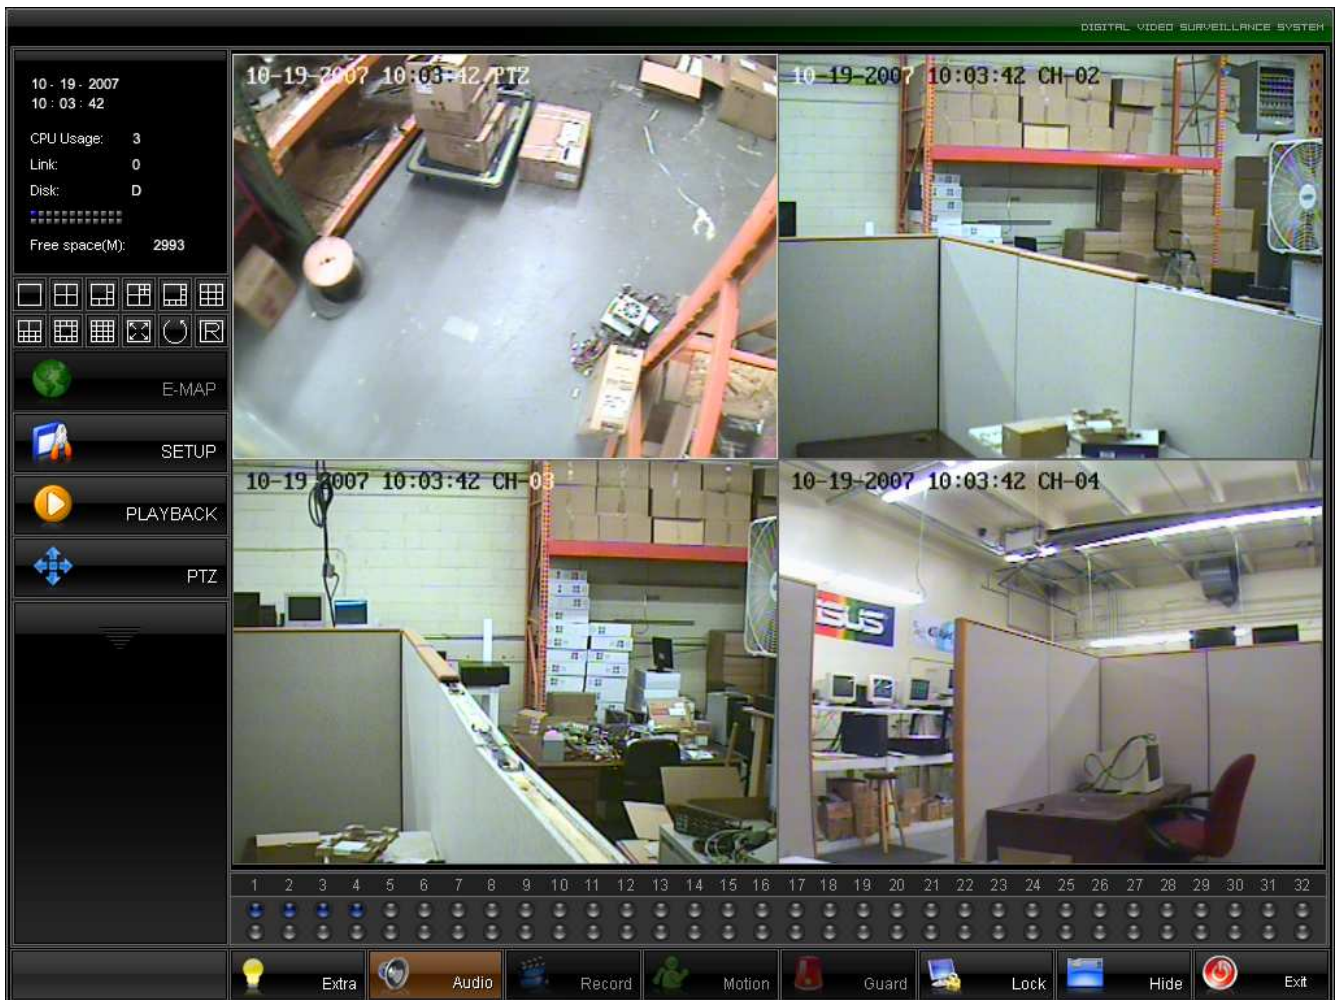 DIGITAL VIDEO SURVEILLANCE SYSTEM
10 - 19 - 2007
10 : 03 : 42
CPU Usage: 3
Link: 0
Disk: D
Free space(M): 2993
E-MAP
SETUP
PLAYBACK
PTZ
10-19-2007 10:03:42 PTZ
10-19-2007 10:03:42 CH-02
10-19 2007 10:03:42 CH-03
10-19-2007 10:03:42 CH-04
SUS
1 2 3 4 5 6 7 8 9 10 11 12 13 14 15 16 17 18 19 20 21 22 23 24 25 26 27 28 29 30 31 32
Extra Audio Record Motion Guard Lock Hide Exit